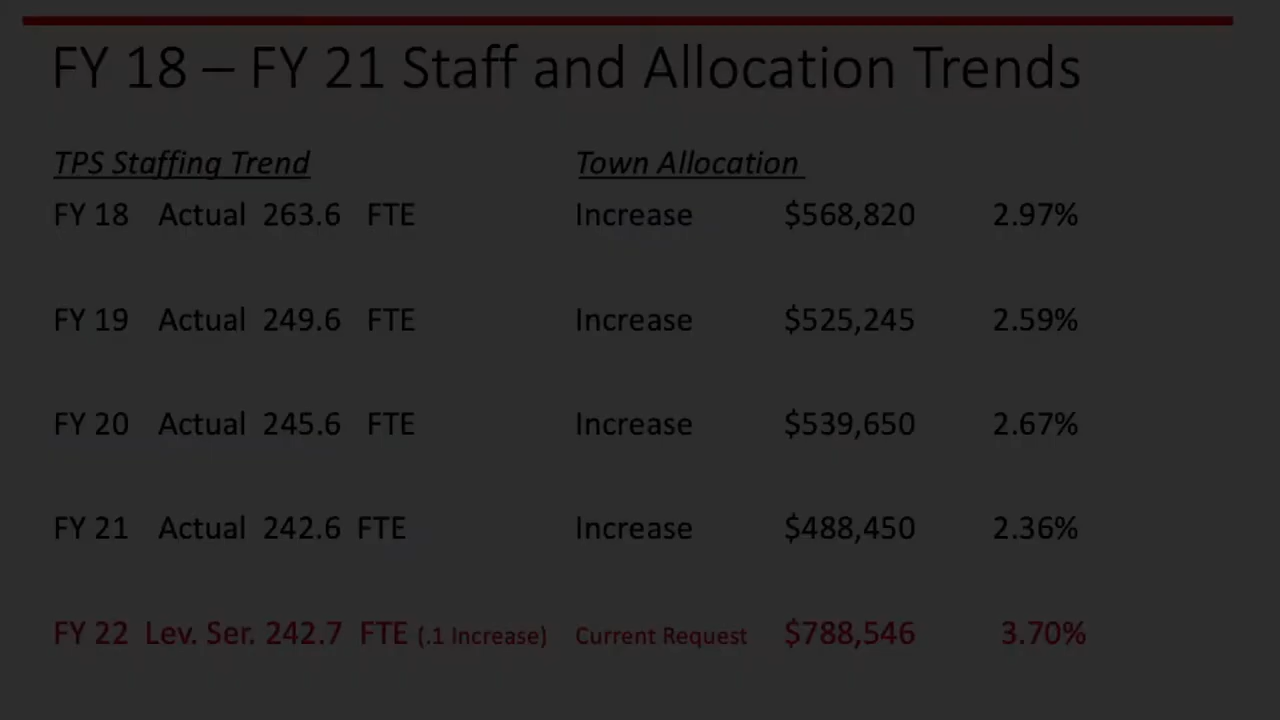 FY 18 – FY 21 Staff and Allocation Trends
TPS Staffing Trend Town Allocation
FY 18 Actual 263.6 FTE Increase $568,820 2.97%
FY 19 Actual 249.6 FTE Increase $525,245 2.59%
FY 20 Actual 245.6 FTE Increase $539,650 2.67%
FY 21 Actual 242.6 FTE Increase $488,450 2.36%
FY 22 Lev. Ser. 242.7 FTE (.1 Increase) Current Request $788,546 3.70%